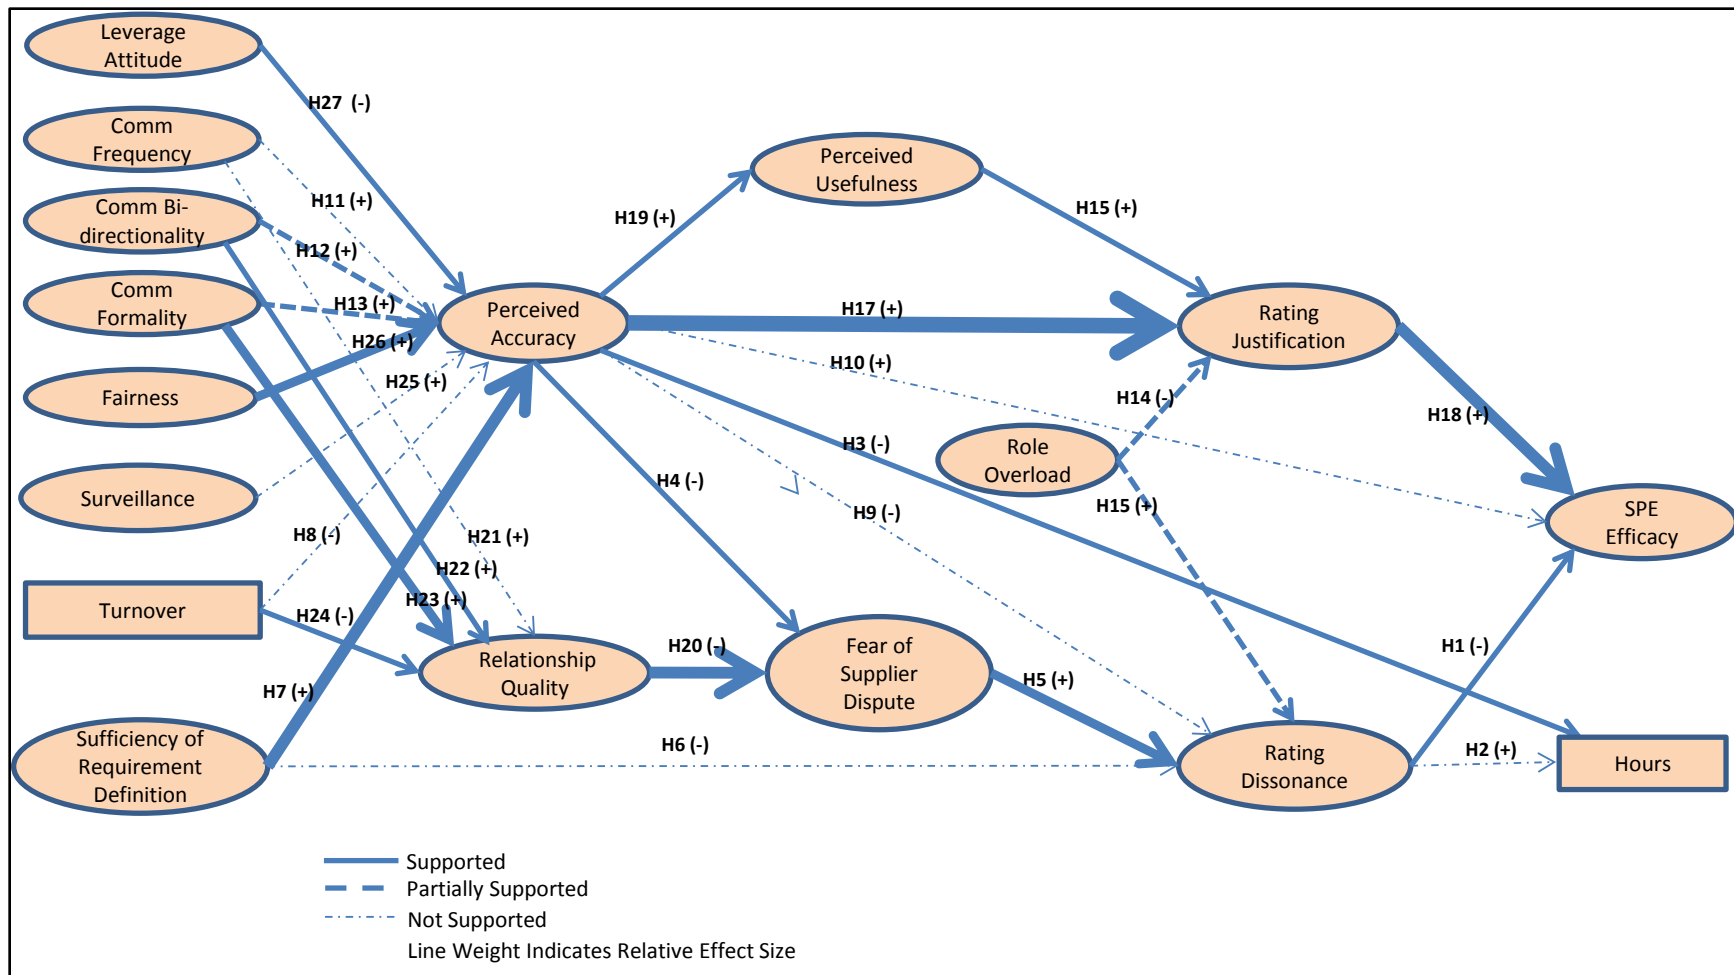 Leverage
Attitude
H27 (-)
Comm
Frequency
Perceived
Usefulness
H11 (+)
H19 (+)
H15 (+)
Comm Bi-
directionality
H12 (+)
Comm
Formality
H13 (+)
Perceived
Accuracy
H17 (+)
Rating
Justification
H26 (+)
H25 (+)
H10 (+)
Fairness
H14 (-)
H18 (+)
H3 (-)
Role
Overload
H4 (-)
Surveillance
H9 (-)
H15 (+)
SPE
Efficacy
H8 (-)
H21 (+)
H22 (+)
H23 (+)
Turnover
H24 (-)
H20 (-)
Relationship
Quality
Fear of
Supplier
Dispute
H1 (-)
H5 (+)
H7 (+)
Sufficiency of
Requirement
Definition
H6 (-)
Rating
Dissonance
H2 (+)
Hours
Supported
Partially Supported
Not Supported
Line Weight Indicates Relative Effect Size